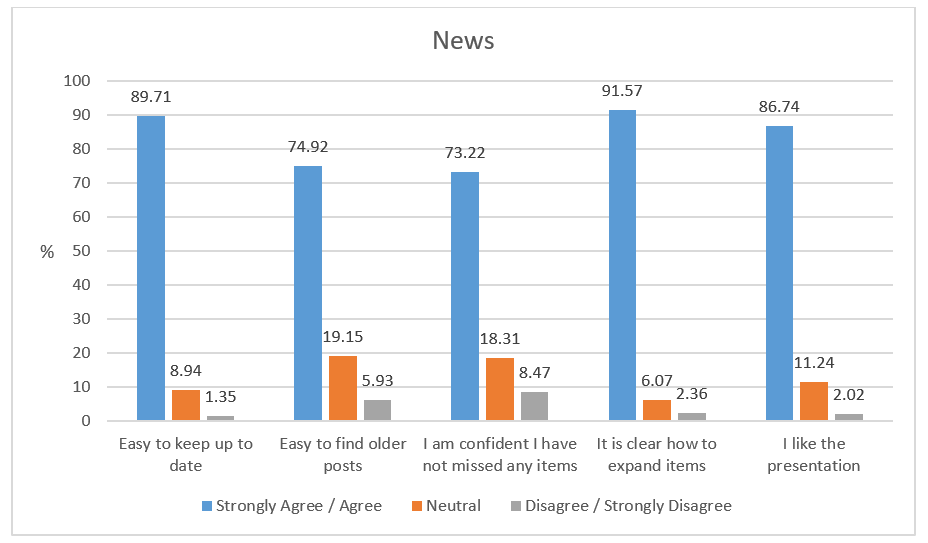 News
100
90
80
70
60
50
40
30
20
10
0
%
89.71
8.94
1.35
74.92
19.15
5.93
73.22
18.31
8.47
91.57
6.07
2.36
86.74
11.24
2.02
Easy to keep up to
date
Easy to find older
posts
I am confident I have
not missed any items
It is clear how to
expand items
I like the
presentation
Strongly Agree / Agree
Neutral
Disagree / Strongly Disagree